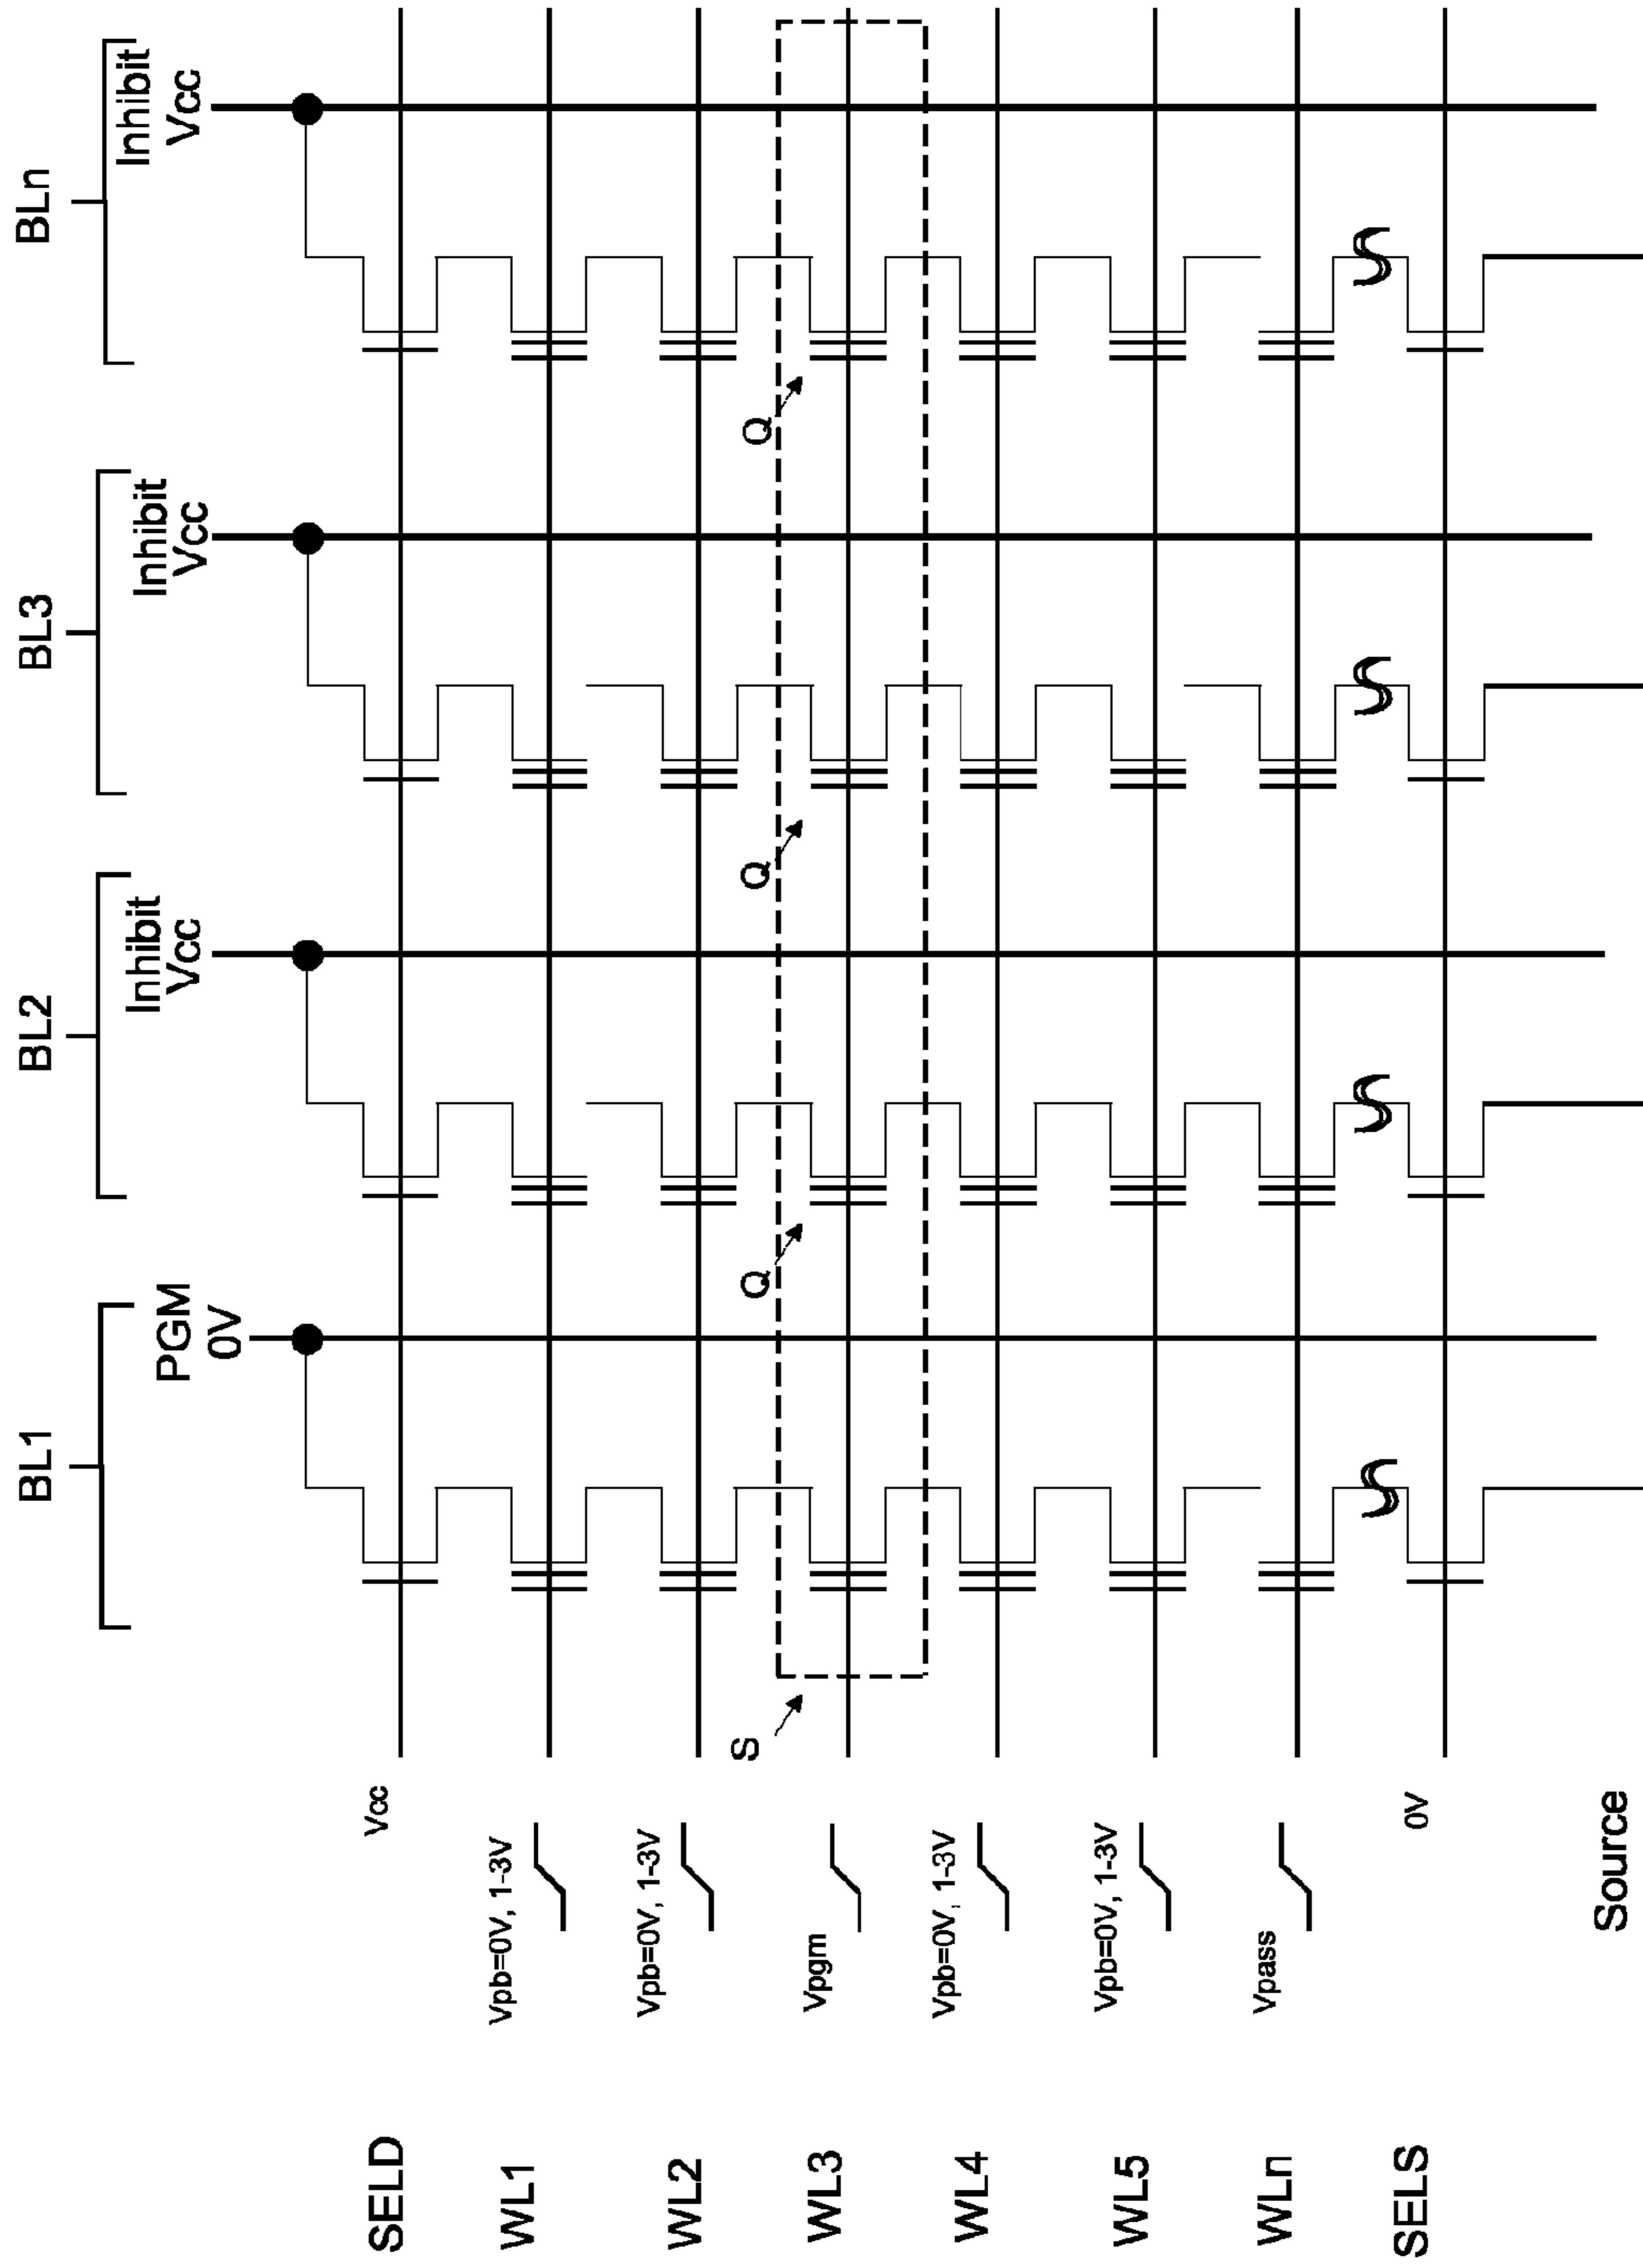 BL1
BL2
BL3
BLn
PGM
0V
Inhibit
Vcc
Inhibit
Vcc
Inhibit
Vcc
SELD
Vcc
WL1
Vpb=0V, 1-3V
WL2
Vpb=0V, 1-3V
S
Q
Q
Q
WL3
Vpgm
WL4
Vpb=0V, 1-3V
WL5
Vpb=0V, 1-3V
WLn
Vpass
SELS
0V
Source